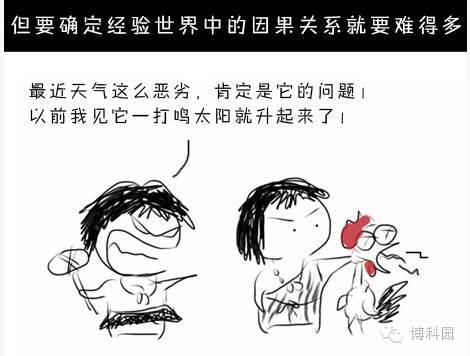 但要确定经验世界中的因果关系就要难得多
最近天气这么恶劣，肯定是它的问题！
以前我见它一打鸣太阳就升起来了！
博科园